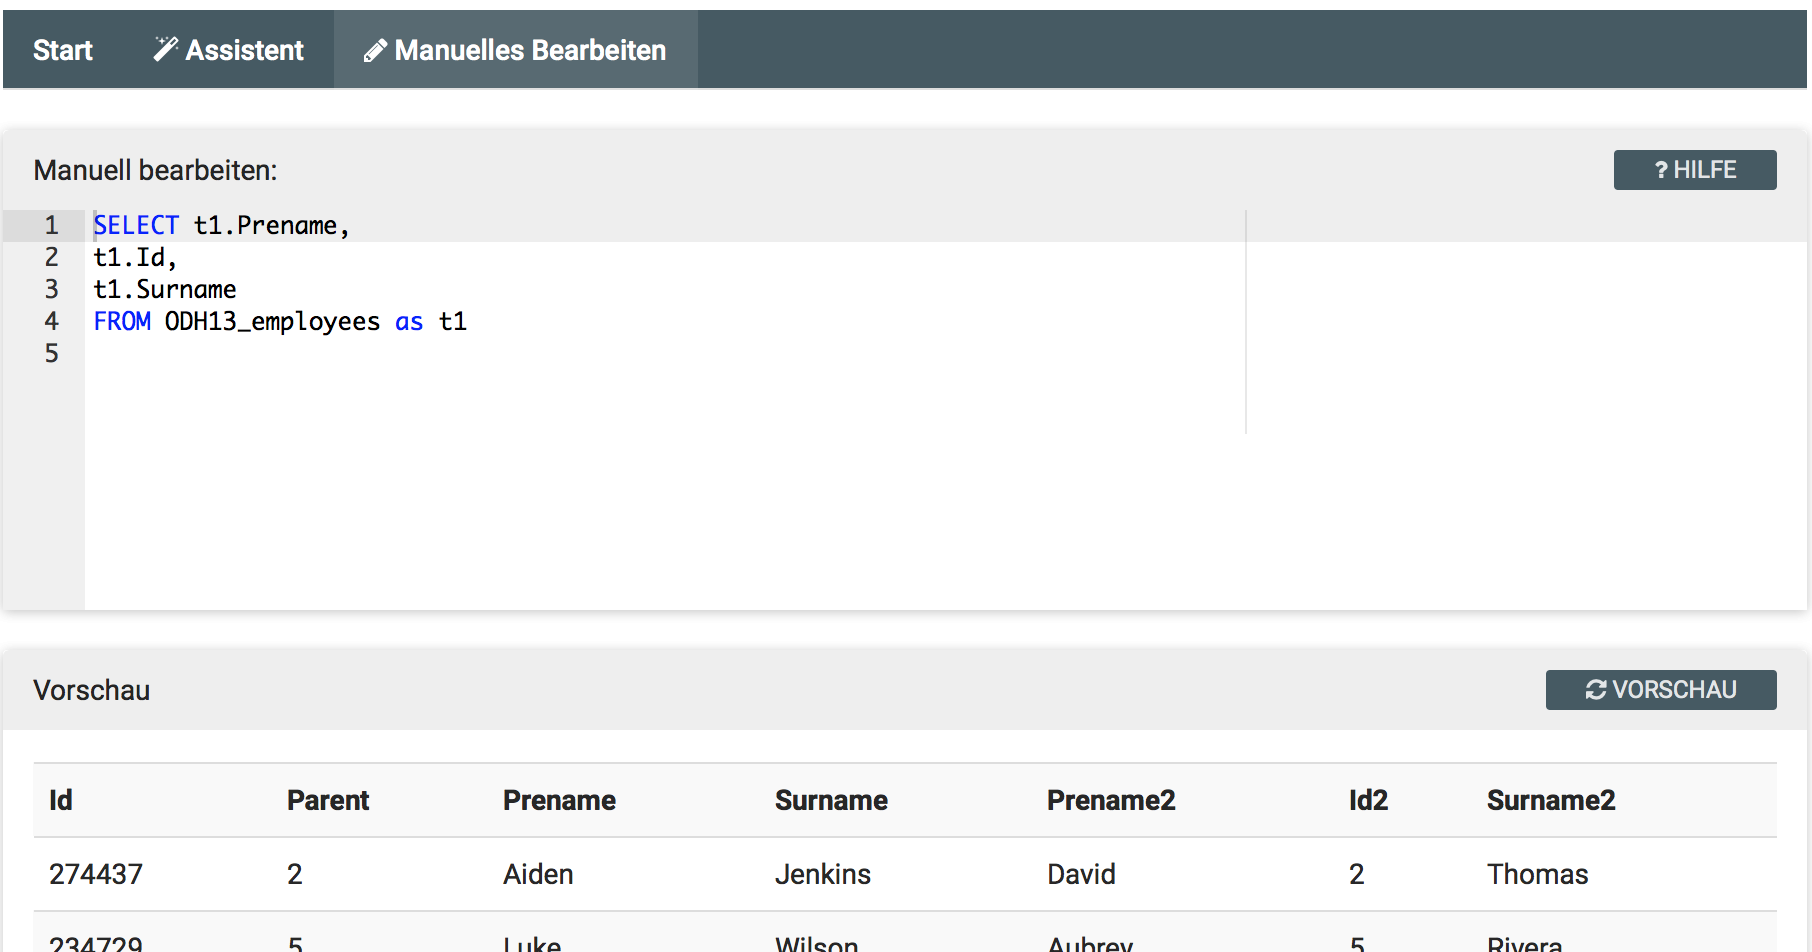 Start Assistent Manuelles Bearbeiten
Manuell bearbeiten: ? HILFE
1 SELECT t1.Prename,
2 t1.Id,
3 t1.Surname
4 FROM ODH13_employees as t1
5
Vorschau VORSCHAU
Id Parent Prename Surname Prename2 Id2 Surname2
274437 2 Aiden Jenkins David 2 Thomas
234729 5 Luke Wilson Aubrey 5 Rivera